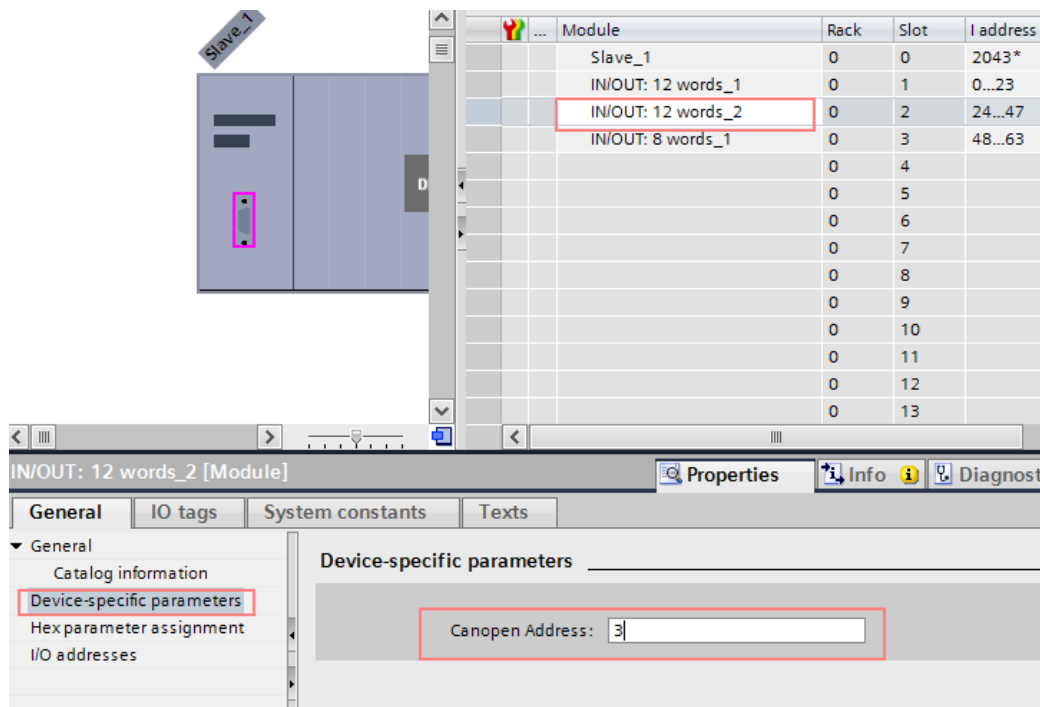 Slave_1
D
... Module Rack Slot I address
Slave_1 0 0 2043*
IN/OUT: 12 words_1 0 1 0...23
IN/OUT: 12 words_2 0 2 24...47
IN/OUT: 8 words_1 0 3 48...63
0 4
0 5
0 6
0 7
0 8
0 9
0 10
0 11
0 12
0 13
IN/OUT: 12 words_2 [Module] Properties Info Diagnost
General IO tags System constants Texts
General
Catalog information
Device-specific parameters
Hex parameter assignment
I/O addresses
Device-specific parameters
Canopen Address: 3